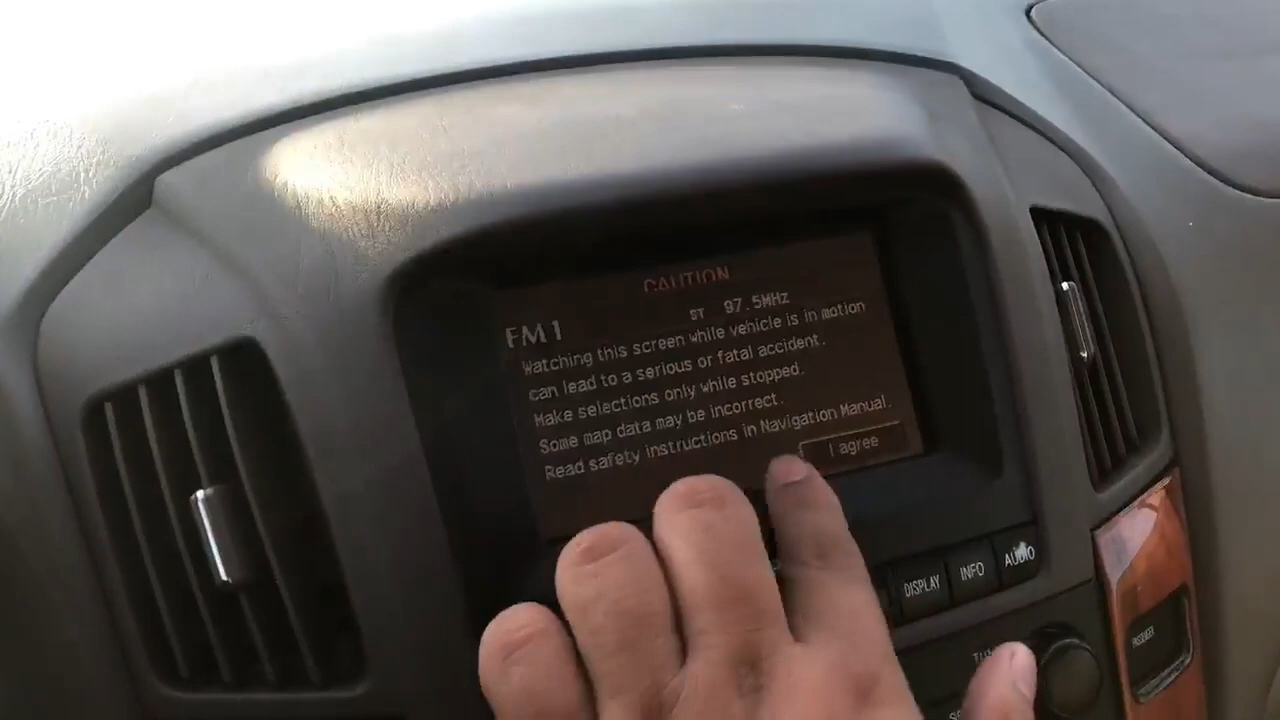 CAUTION
FM1 ST 97.5MHz
Watching this screen while vehicle is in motion
can lead to a serious or fatal accident.
Make selections only while stopped.
Some map data may be incorrect.
Read safety instructions in Navigation Manual.
I agree
DISPLAY INFO AUDIO
PASSENGER